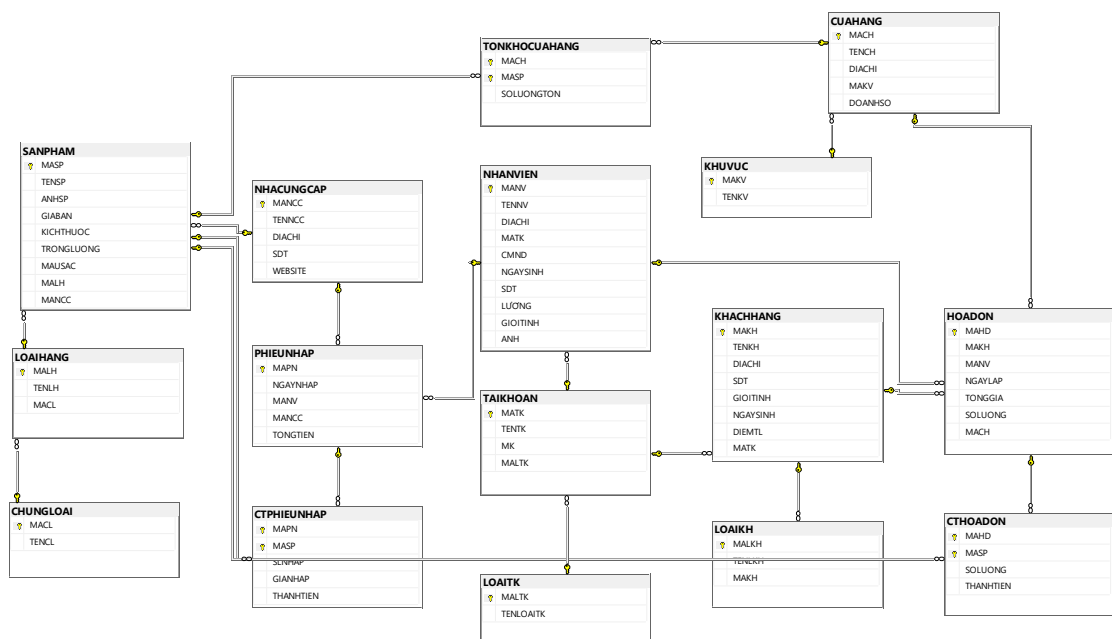 CUAHANG
MACH
TENCH
DIACHI
MAKV
DOANHSO
TONKHOCUAHANG
MACH
MASP
SOLUONGTON
SANPHAM
MASP
TENSP
ANHSP
GIABAN
KICHTHUOC
TRONGLUONG
MAUSAC
MALH
MANCC
NHACUNGCAP
MANCC
TENNCC
DIACHI
SDT
WEBSITE
NHANVIEN
MANV
TENNV
DIACHI
MATK
CMND
NGAYSINH
SDT
LƯƠNG
GIOITINH
ANH
KHUVUC
MAKV
TENKV
KHACHHANG
MAKH
TENKH
DIACHI
SDT
GIOITINH
NGAYSINH
DIEMTL
MATK
HOADON
MAHD
MAKH
MANV
NGAYLAP
TONGGIA
SOLUONG
MACH
LOAIHANG
MALH
TENLH
MACL
PHIEUNHAP
MAPN
NGAYNHAP
MANV
MANCC
TONGTIEN
TAIKHOAN
MATK
TENTK
MK
MALTK
CHUNGLOAI
MACL
TENCL
CTPHIEUNHAP
MAPN
MASP
SLNHAP
GIANHAP
THANHTIEN
LOAITK
MALTK
TENLOAITK
LOAIKH
MALKH
TENLKH
MAKH
CTHOADON
MAHD
MASP
SOLUONG
THANHTIEN